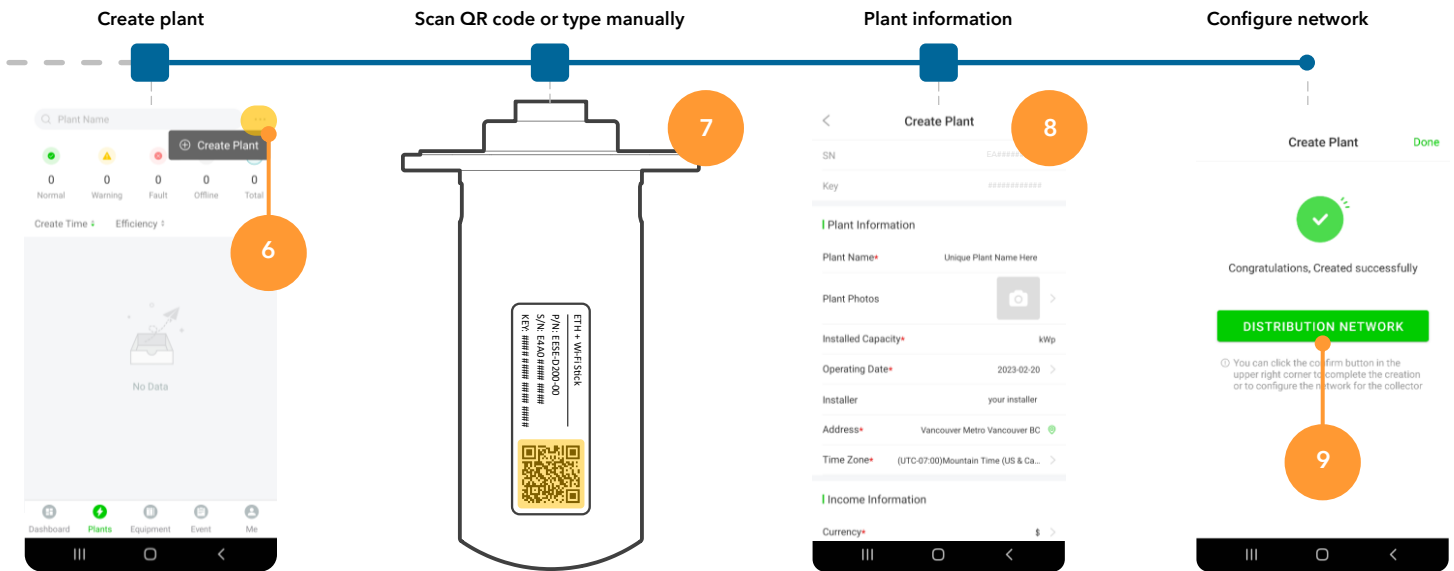 Create plant
Scan QR code or type manually
Plant information
Configure network
Plant Name
Create Plant
0 0 0 0 0
Normal Warning Fault Offline Total
Create Time Efficiency
6
No Data
Dashboard Plants Equipment Event Me
7
ETH + Wi-Fi Stick
P/N: EESE-D200-00
S/N: E4A0 #### ####
KEY: #### #### #### ####
Create Plant
8
SN
Key ############
Plant Information
Plant Name* Unique Plant Name Here
Plant Photos
Installed Capacity* kWp
Operating Date* 2023-02-20
Installer your installer
Address* Vancouver Metro Vancouver BC
Time Zone* (UTC-07:00)Mountain Time (US & Ca...
Income Information
Currency* $
Create Plant Done
Congratulations, Created successfully
DISTRIBUTION NETWORK
You can click the confirm button in the
upper right corner to complete the creation
or to configure the network for the collector
9